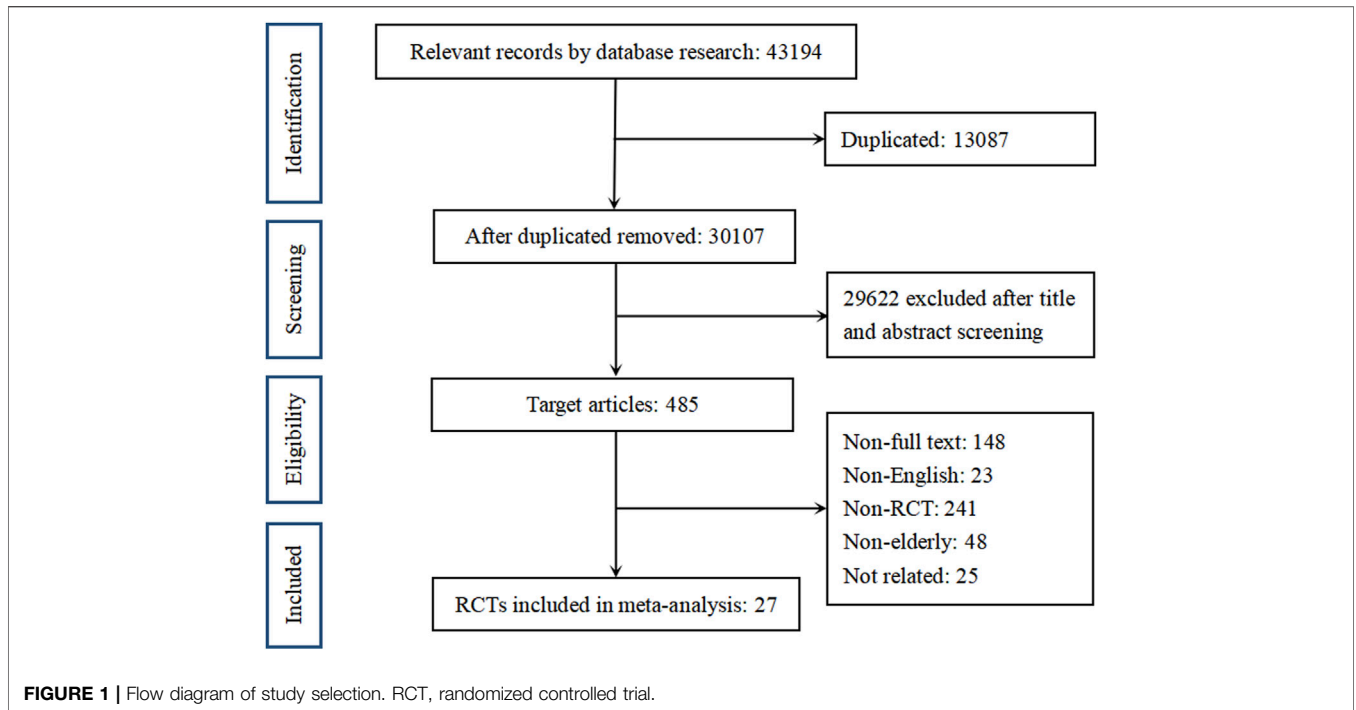 Identification
Relevant records by database research: 43194
Duplicated: 13087
After duplicated removed: 30107
Screening
29622 excluded after title
and abstract screening
Eligibility
Target articles: 485
Non-full text: 148
Non-English: 23
Non-RCT: 241
Non-elderly: 48
Not related: 25
Included
RCTs included in meta-analysis: 27
FIGURE 1 | Flow diagram of study selection. RCT, randomized controlled trial.